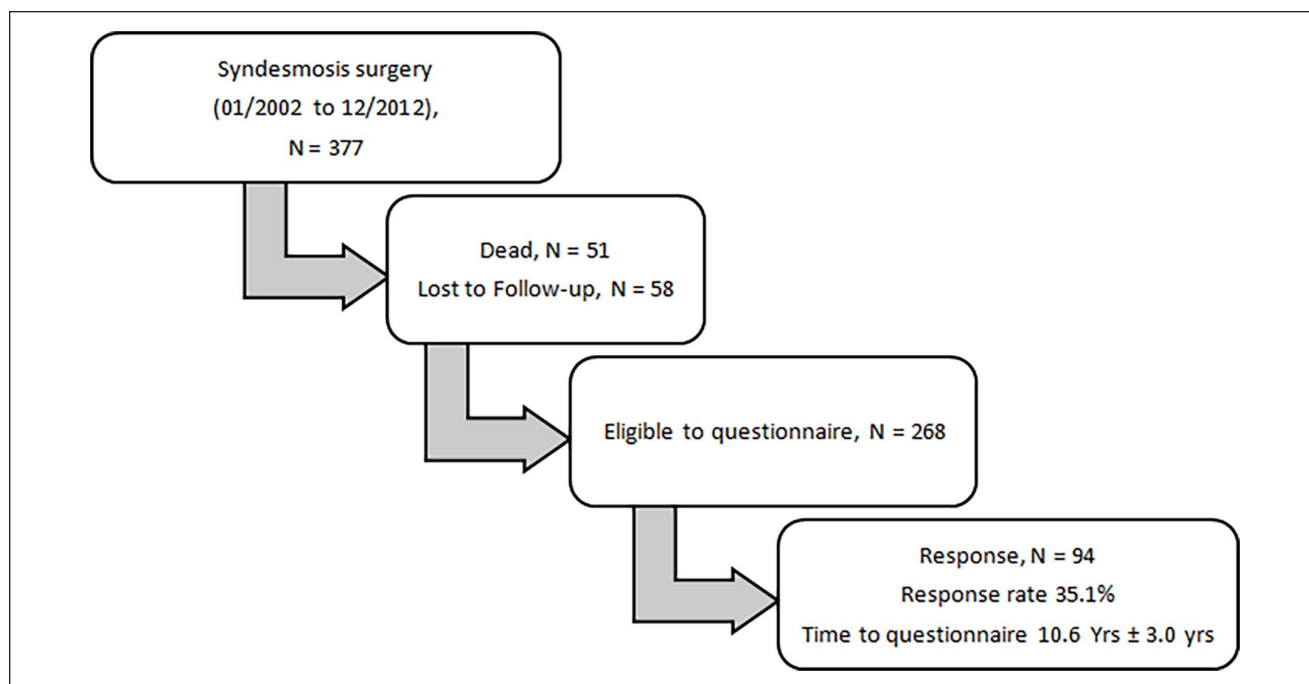 Syndesmosis surgery
(01/2002 to 12/2012),
N = 377
Dead, N = 51
Lost to Follow-up, N = 58
Eligible to questionnaire, N = 268
Response, N = 94
Response rate 35.1%
Time to questionnaire 10.6 Yrs ± 3.0 yrs